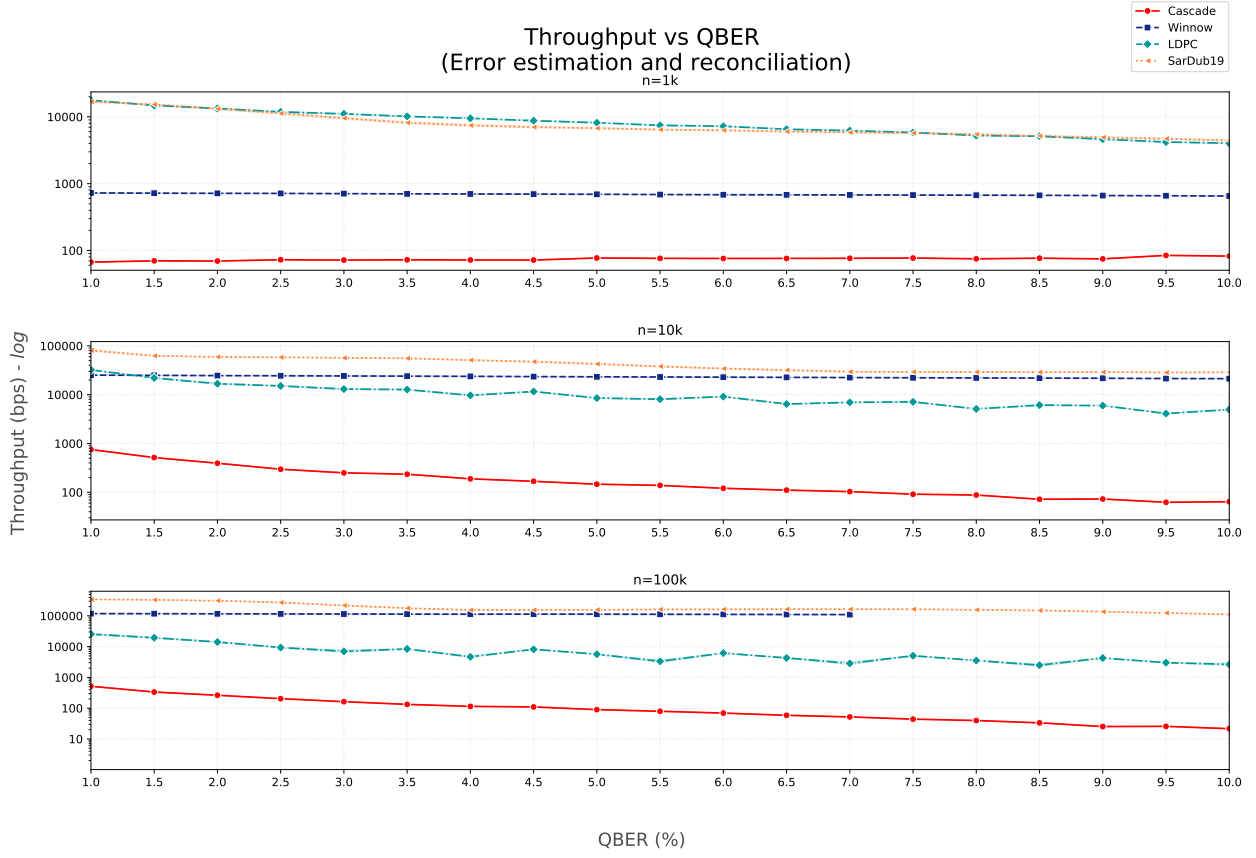 Cascade
Winnow
LDPC
SarDub19
Throughput vs QBER
(Error estimation and reconciliation)
n=1k
10000
1000
100
1.0 1.5 2.0 2.5 3.0 3.5 4.0 4.5 5.0 5.5 6.0 6.5 7.0 7.5 8.0 8.5 9.0 9.5 10.0
n=10k
100000
10000
1000
100
1.0 1.5 2.0 2.5 3.0 3.5 4.0 4.5 5.0 5.5 6.0 6.5 7.0 7.5 8.0 8.5 9.0 9.5 10.0
Throughput (bps) - log
n=100k
100000
10000
1000
100
10
1.0 1.5 2.0 2.5 3.0 3.5 4.0 4.5 5.0 5.5 6.0 6.5 7.0 7.5 8.0 8.5 9.0 9.5 10.0
QBER (%)